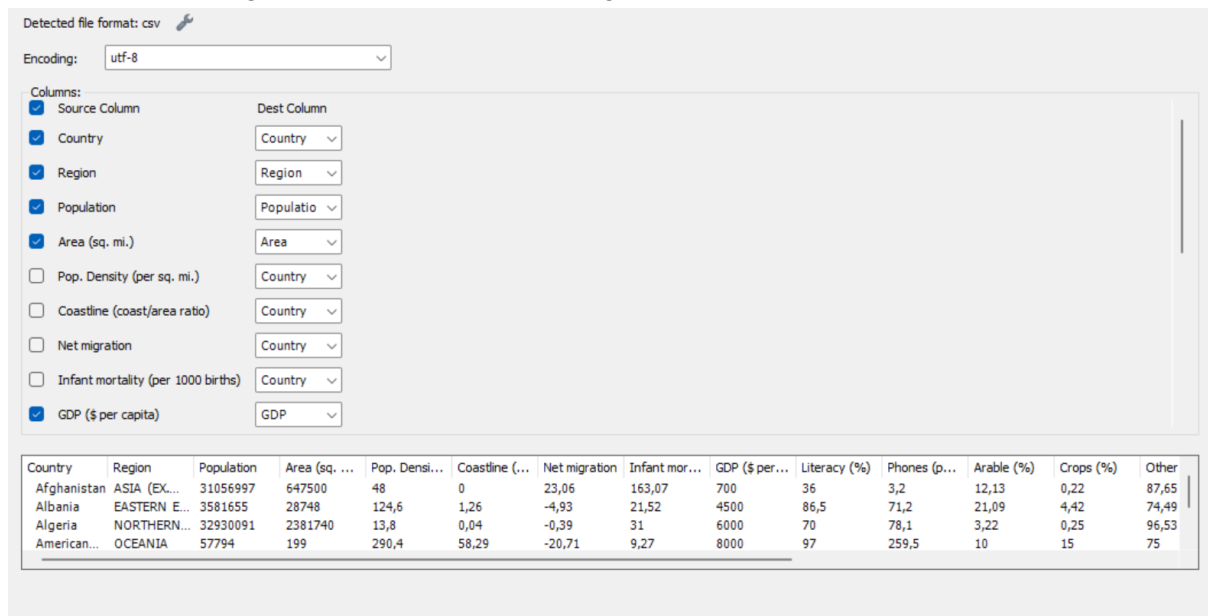 Detected file format: csv
Encoding: utf-8
Columns:
Source Column Dest Column
Country Country
Region Region
Population Populatio
Area (sq. mi.) Area
Pop. Density (per sq. mi.) Country
Coastline (coast/area ratio) Country
Net migration Country
Infant mortality (per 1000 births) Country
GDP ($ per capita) GDP
Country Region Population Area (sq. ... Pop. Densi... Coastline (... Net migration Infant mor... GDP ($ per... Literacy (%) Phones (p... Arable (%) Crops (%) Other
Afghanistan ASIA (EX.... 31056997 647500 48 0 23,06 163,07 700 36 3,2 12,13 0,22 87,65
Albania EASTERN E... 3581655 28748 124,6 1,26 -4,93 21,52 4500 86,5 71,2 21,09 4,42 74,49
Algeria NORTHERN... 32930091 2381740 13,8 0,04 -0,39 31 6000 70 78,1 3,22 0,25 96,53
American... OCEANIA 57794 199 290,4 58,29 -20,71 9,27 8000 97 259,5 10 15 75